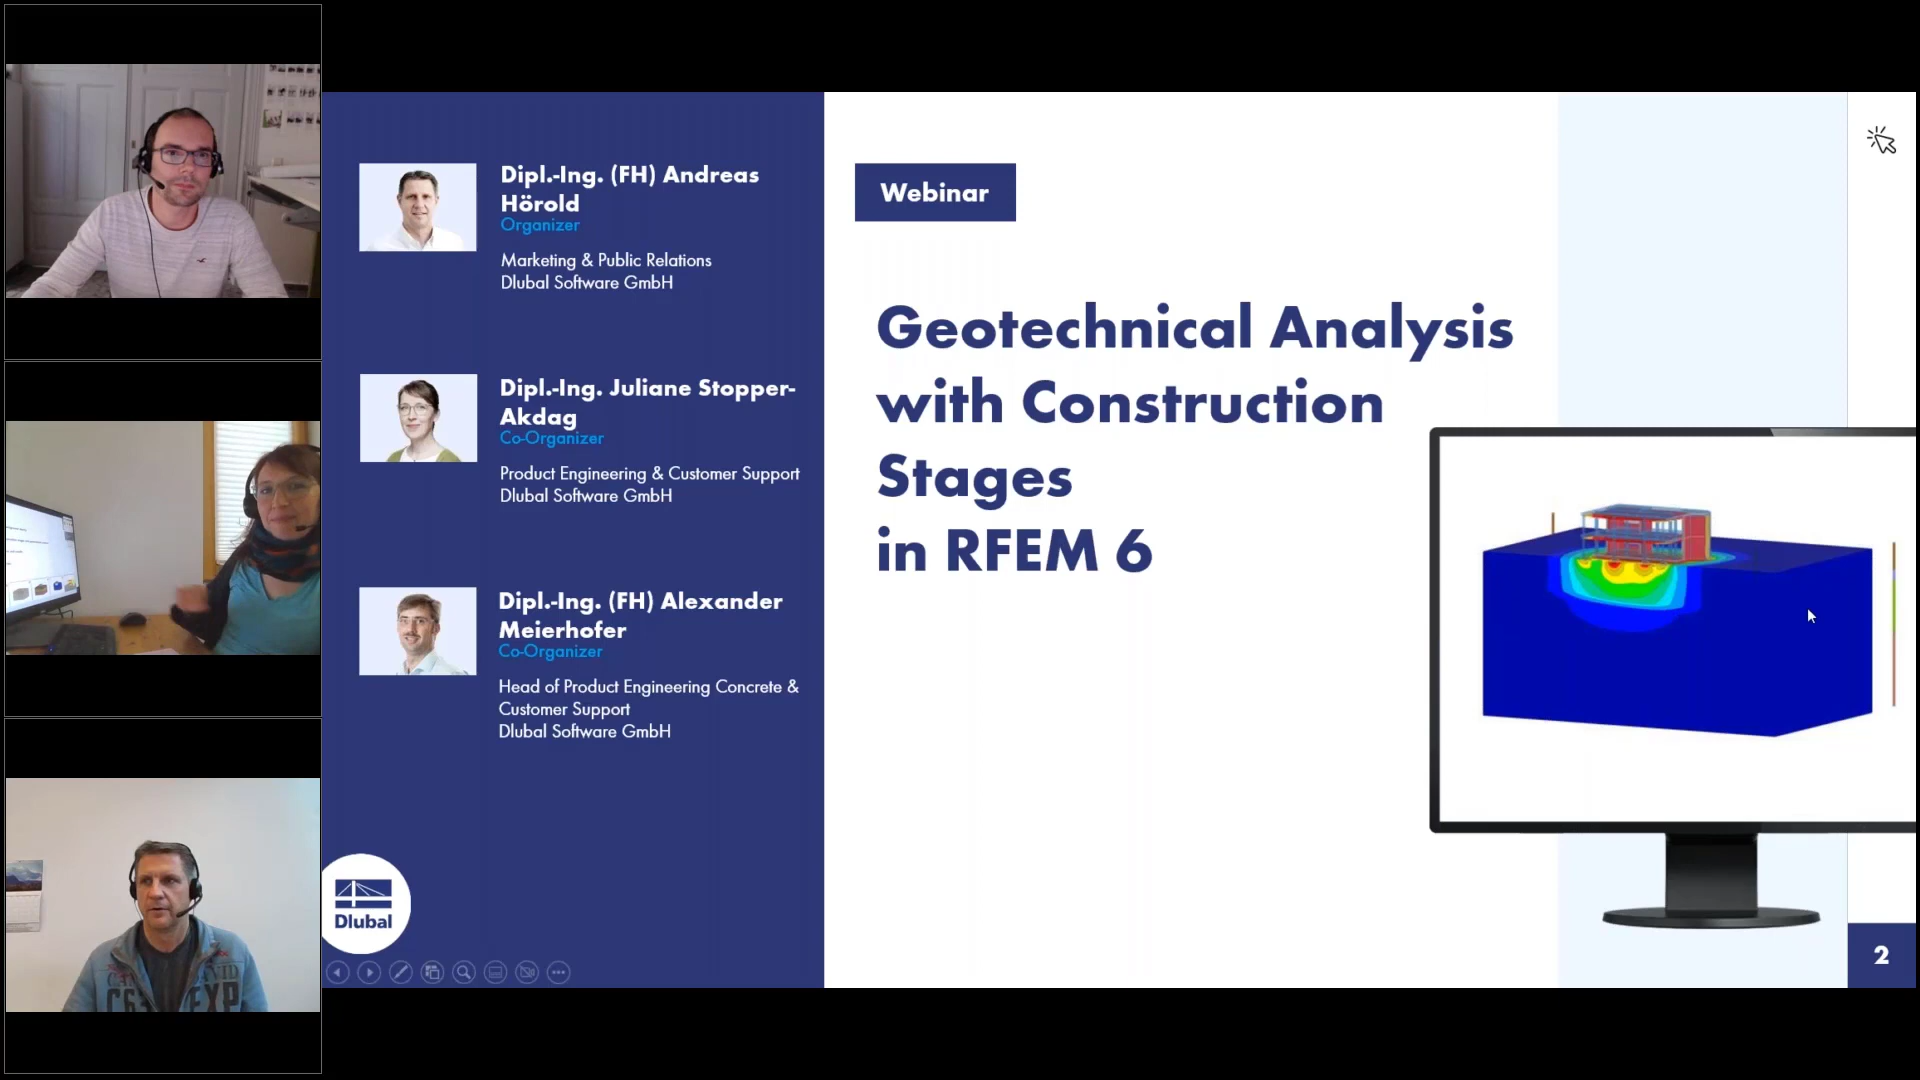 Dipl.-Ing. (FH) Andreas
Hörold
Organizer
Marketing & Public Relations
Dlubal Software GmbH
Dipl.-Ing. Juliane Stopper-
Akdag
Co-Organizer
Product Engineering & Customer Support
Dlubal Software GmbH
Dipl.-Ing. (FH) Alexander
Meierhofer
Co-Organizer
Head of Product Engineering Concrete &
Customer Support
Dlubal Software GmbH
Dlubal
Webinar
Geotechnical Analysis
with Construction
Stages
in RFEM 6
2